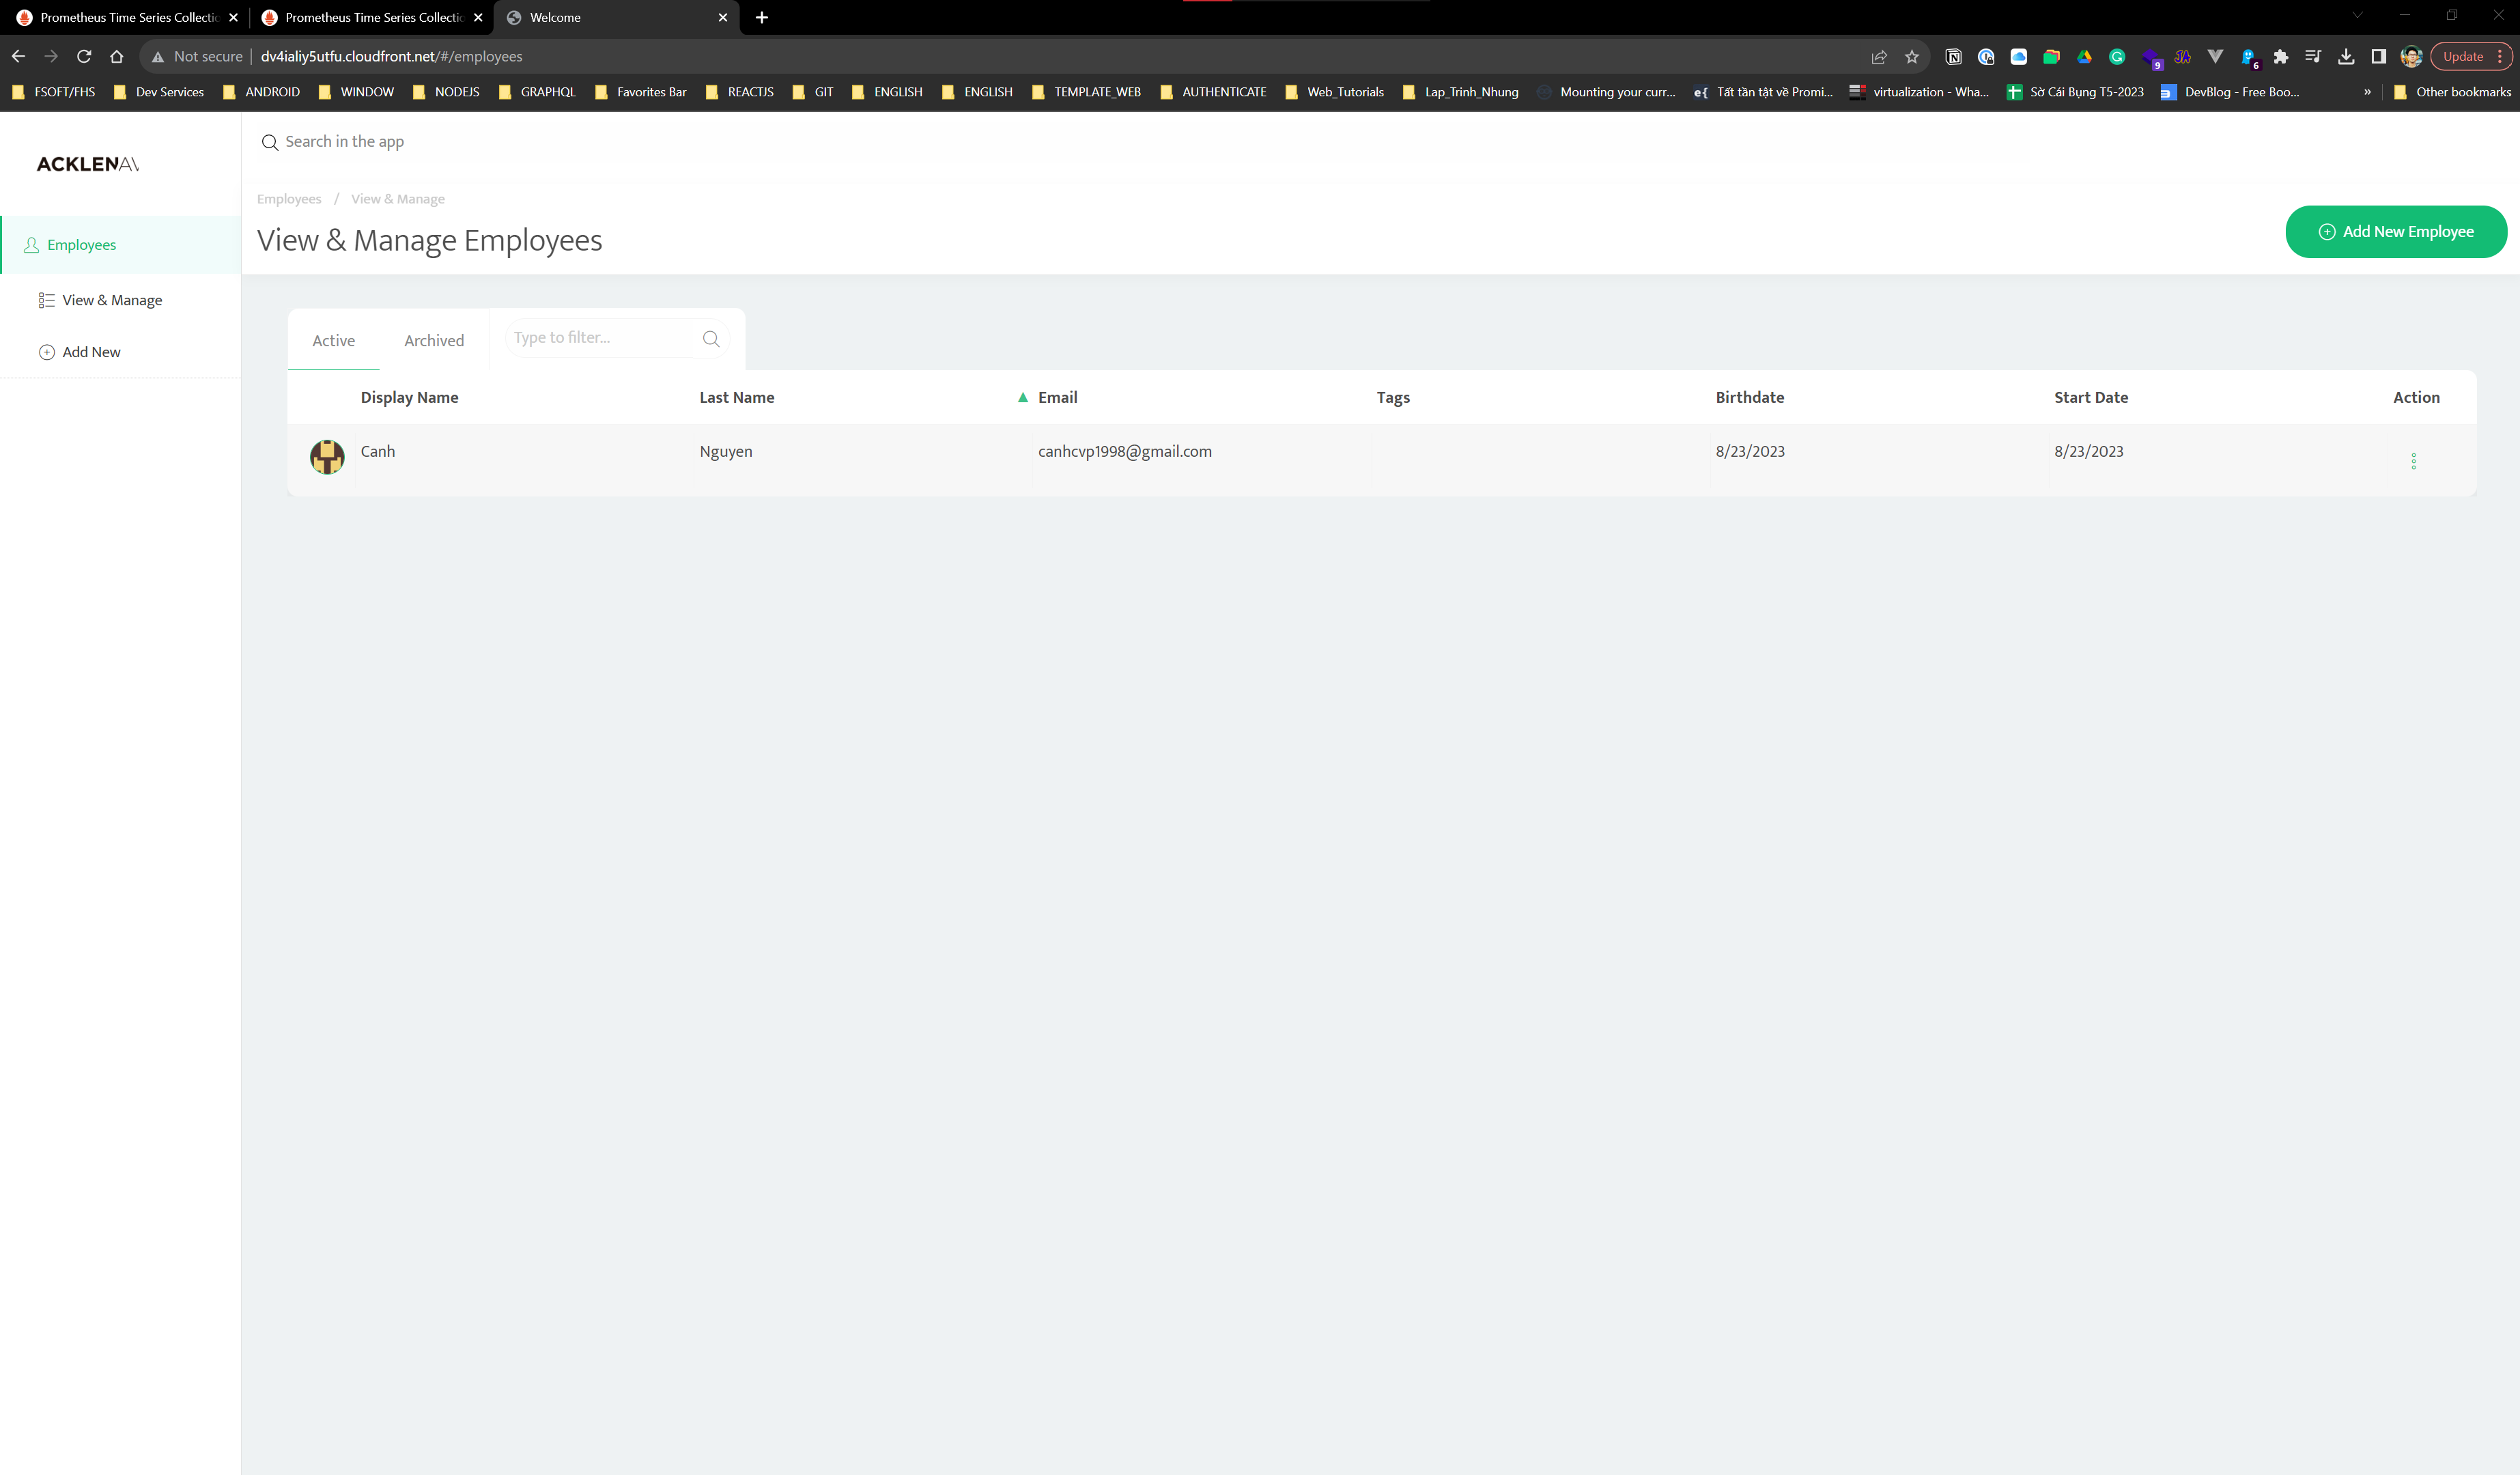 Prometheus Time Series Collectio
Prometheus Time Series Collectio
Welcome
Not secure
dv4ialiy5utfu.cloudfront.net/#/employees
9
6
Update
FSOFT/FHS
Dev Services
ANDROID
WINDOW
NODEJS
GRAPHQL
Favorites Bar
REACTJS
GIT
ENGLISH
ENGLISH
TEMPLATE_WEB
AUTHENTICATE
Web_Tutorials
Lap_Trinh_Nhung
Mounting your curr...
Tất tần tật về Promi...
virtualization - Wha...
Sờ Cái Bụng T5-2023
DevBlog - Free Boo...
»
Other bookmarks
ACKLENAV
Search in the app
Employees / View & Manage
View & Manage Employees
Add New Employee
Employees
View & Manage
Add New
Active
Archived
Type to filter...
Display Name Last Name Email Tags Birthdate Start Date Action
Canh Nguyen canhcvp1998@gmail.com 8/23/2023 8/23/2023